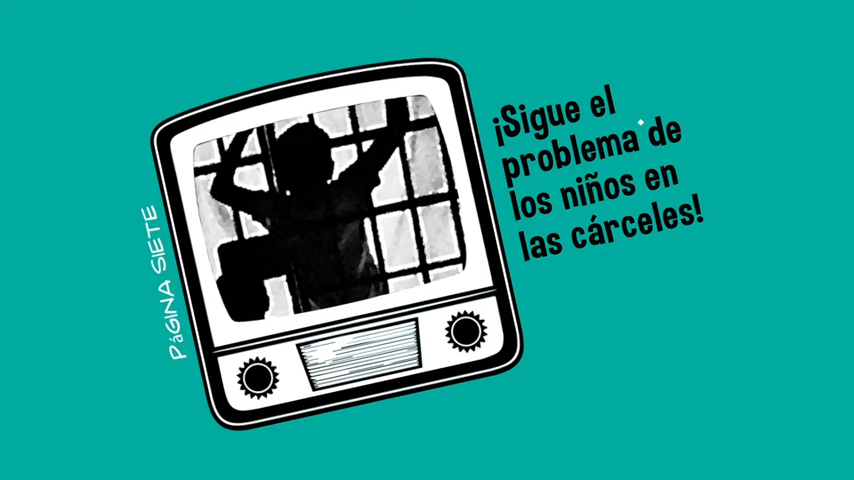 ¡Sigue el
problema de
los niños en
las cárceles!
PáGINA SIETE